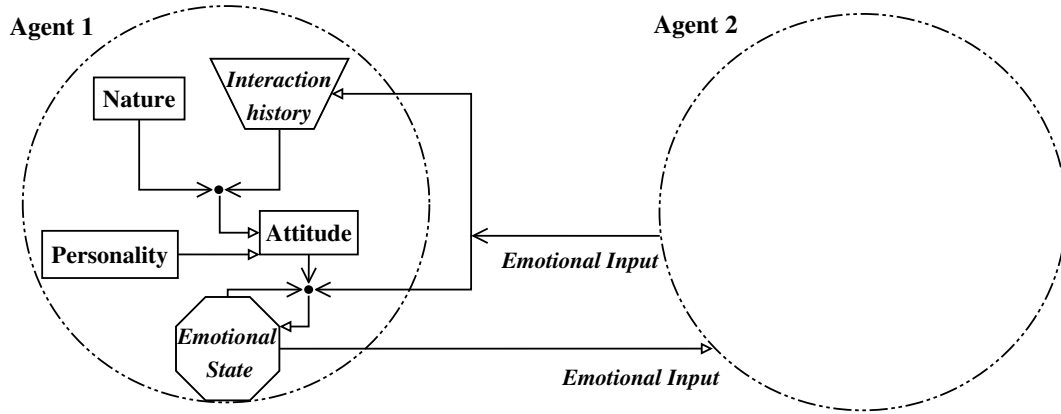 Agent 1
Agent 2
Interaction
history
Nature
Attitude
Personality
Emotional Input
Emotional
State
Emotional Input